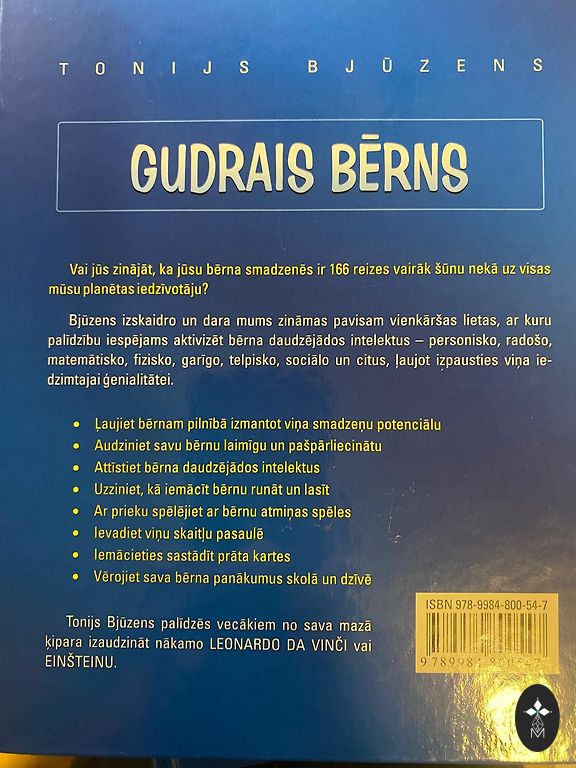 TONIJS BJŪZENS
GUDRAIS BĒRNS
Vai jūs zinājāt, ka jūsu bērna smadzenēs ir 166 reizes vairāk šūnu nekā uz visas
mūsu planētas iedzīvotāju?
Bjūzens izskaidro un dara mums zināmas pavisam vienkāršas lietas, ar kuru
palīdzību iespējams aktivizēt bērna daudzējādos intelektus – personisko, radošo,
matemātisko, fizisko, garīgo, telpisko, sociālo un citus, ļaujot izpausties viņa ie-
dzimtajai ģenialitātei.
• Ļaujiet bērnam pilnībā izmantot viņa smadzeņu potenciālu
• Audziniet savu bērnu laimīgu un pašpārliecinātu
• Attīstiet bērna daudzējādos intelektus
• Uzziniet, kā iemācīt bērnu runāt un lasīt
• Ar prieku spēlējiet ar bērnu atmiņas spēles
• Ievadiet viņu skaitļu pasaulē
• Iemācieties sastādīt prāta kartes
• Vērojiet sava bērna panākumus skolā un dzīvē
ISBN 978-9984-800-54-7
9 789984 800547
Tonijs Bjūzens palīdzēs vecākiem no sava mazā
ķipara izaudzināt nākamo LEONARDO DA VINČI vai
EINŠTEINU.
M